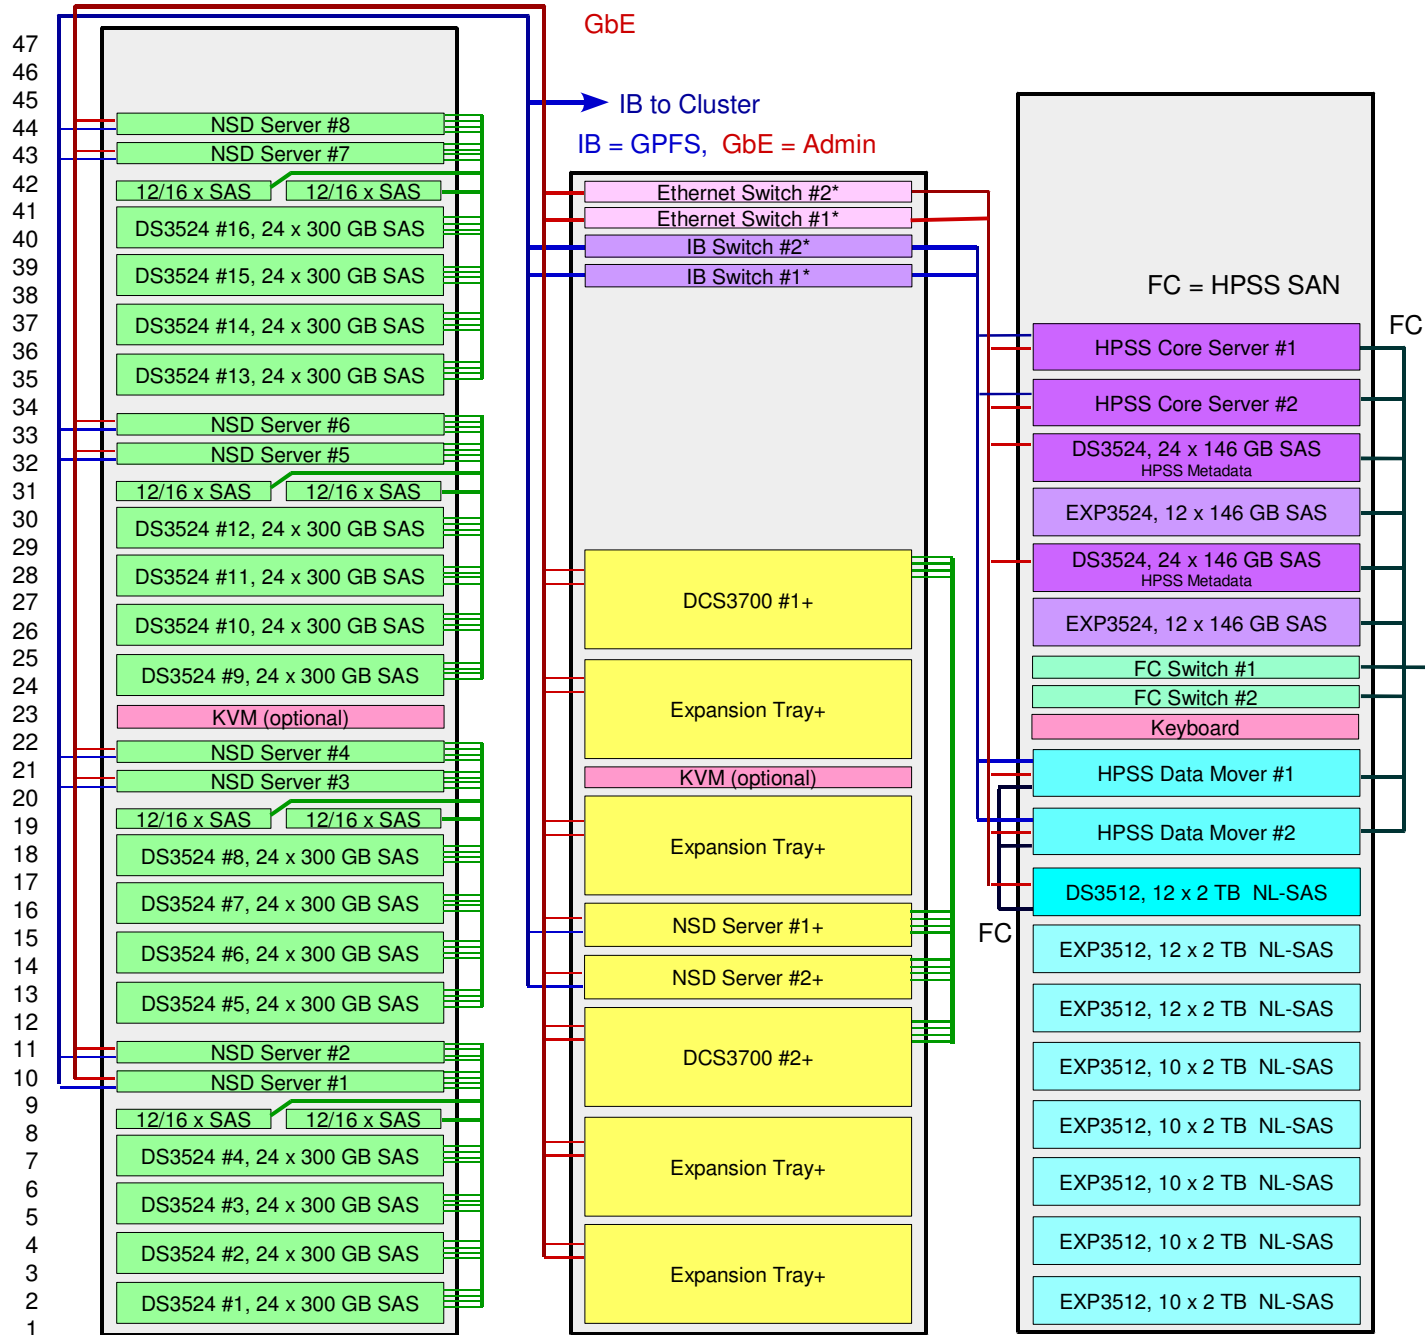 GbE
IB to Cluster
IB = GPFS, GbE = Admin
47
46
45
44
43
42
41
40
39
38
37
36
35
34
33
32
31
30
29
28
27
26
25
24
23
22
21
20
19
18
17
16
15
14
13
12
11
10
9
8
7
6
5
4
3
2
1
NSD Server #8
NSD Server #7
12/16 x SAS 12/16 x SAS
DS3524 #16, 24 x 300 GB SAS
DS3524 #15, 24 x 300 GB SAS
DS3524 #14, 24 x 300 GB SAS
DS3524 #13, 24 x 300 GB SAS
NSD Server #6
NSD Server #5
12/16 x SAS 12/16 x SAS
DS3524 #12, 24 x 300 GB SAS
DS3524 #11, 24 x 300 GB SAS
DS3524 #10, 24 x 300 GB SAS
DS3524 #9, 24 x 300 GB SAS
KVM (optional)
NSD Server #4
NSD Server #3
12/16 x SAS 12/16 x SAS
DS3524 #8, 24 x 300 GB SAS
DS3524 #7, 24 x 300 GB SAS
DS3524 #6, 24 x 300 GB SAS
DS3524 #5, 24 x 300 GB SAS
NSD Server #2
NSD Server #1
12/16 x SAS 12/16 x SAS
DS3524 #4, 24 x 300 GB SAS
DS3524 #3, 24 x 300 GB SAS
DS3524 #2, 24 x 300 GB SAS
DS3524 #1, 24 x 300 GB SAS
Ethernet Switch #2*
Ethernet Switch #1*
IB Switch #2*
IB Switch #1*
DCS3700 #1+
Expansion Tray+
KVM (optional)
Expansion Tray+
NSD Server #1+
NSD Server #2+
DCS3700 #2+
Expansion Tray+
Expansion Tray+
FC = HPSS SAN
FC
HPSS Core Server #1
HPSS Core Server #2
DS3524, 24 x 146 GB SAS
HPSS Metadata
EXP3524, 12 x 146 GB SAS
DS3524, 24 x 146 GB SAS
HPSS Metadata
EXP3524, 12 x 146 GB SAS
FC Switch #1
FC Switch #2
Keyboard
HPSS Data Mover #1
HPSS Data Mover #2
DS3512, 12 x 2 TB NL-SAS
FC
EXP3512, 12 x 2 TB NL-SAS
EXP3512, 12 x 2 TB NL-SAS
EXP3512, 10 x 2 TB NL-SAS
EXP3512, 10 x 2 TB NL-SAS
EXP3512, 10 x 2 TB NL-SAS
EXP3512, 10 x 2 TB NL-SAS
EXP3512, 10 x 2 TB NL-SAS